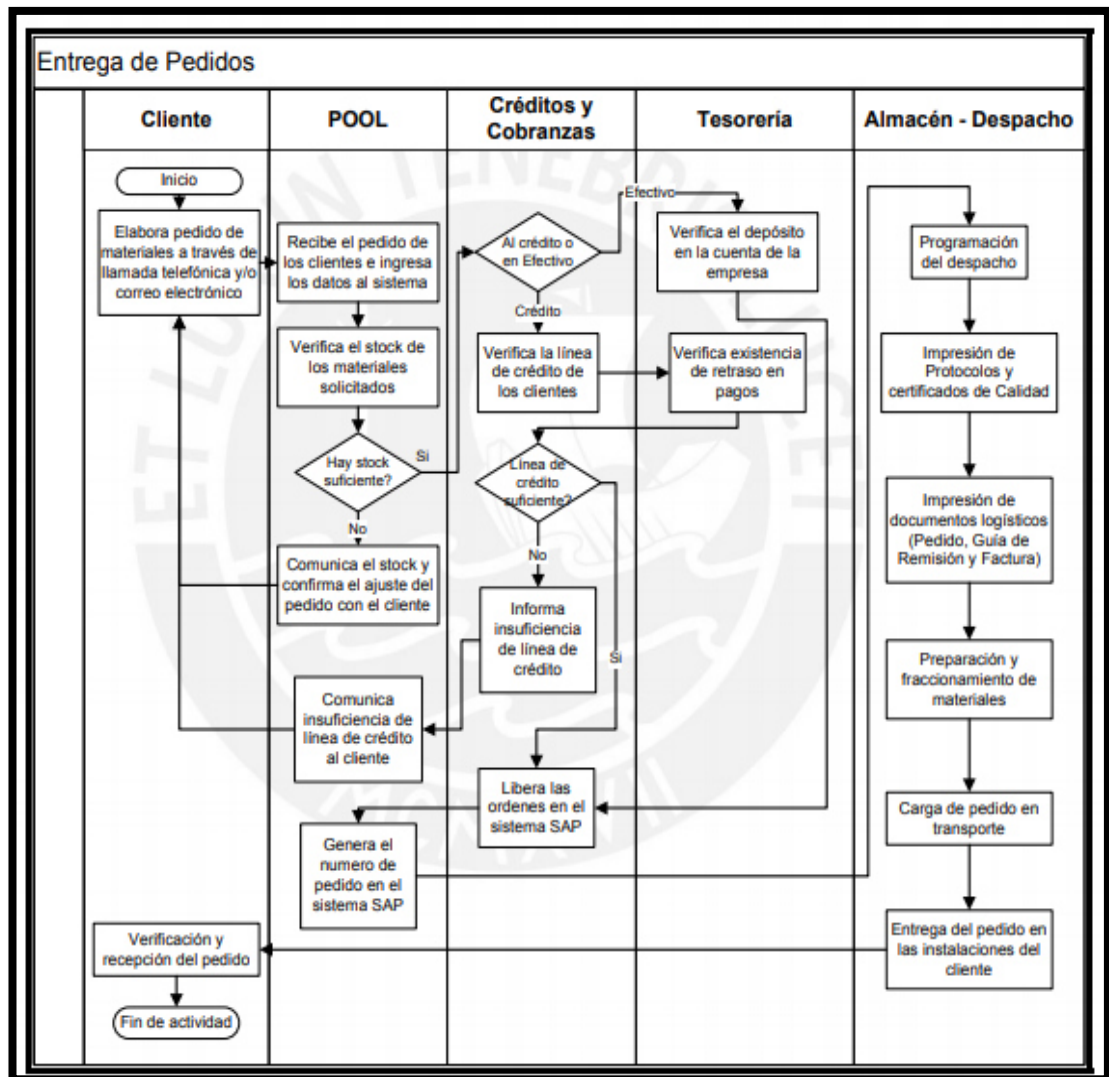 Entrega de Pedidos
Cliente
POOL
Créditos y
Cobranzas
Tesorería
Almacén - Despacho
Inicio
Elabora pedido de
materiales a través de
llamada telefónica y/o
correo electrónico
Recibe el pedido de
los clientes e ingresa
los datos al sistema
Verifica el stock de
los materiales
solicitados
Hay stock
suficiente?
Si
No
Comunica el stock y
confirma el ajuste del
pedido con el cliente
Al crédito o
en Efectivo
Efectivo
Crédito
Verifica el depósito
en la cuenta de la
empresa
Verifica la línea
de crédito de
los clientes
Verifica existencia
de retraso en
pagos
Línea de
crédito
suficiente?
No
Si
Informa
insuficiencia
de línea de
crédito
Comunica
insuficiencia de
línea de crédito
al cliente
Libera las
ordenes en el
sistema SAP
Genera el
numero de
pedido en el
sistema SAP
Programación
del despacho
Impresión de
Protocolos y
certificados de Calidad
Impresión de
documentos logísticos
(Pedido, Guía de
Remisión y Factura)
Preparación y
fraccionamiento de
materiales
Carga de pedido en
transporte
Entrega del pedido en
las instalaciones del
cliente
Verificación y
recepción del pedido
Fin de actividad
ET LUX IN TENEBRIS LUCET
MCMXVII